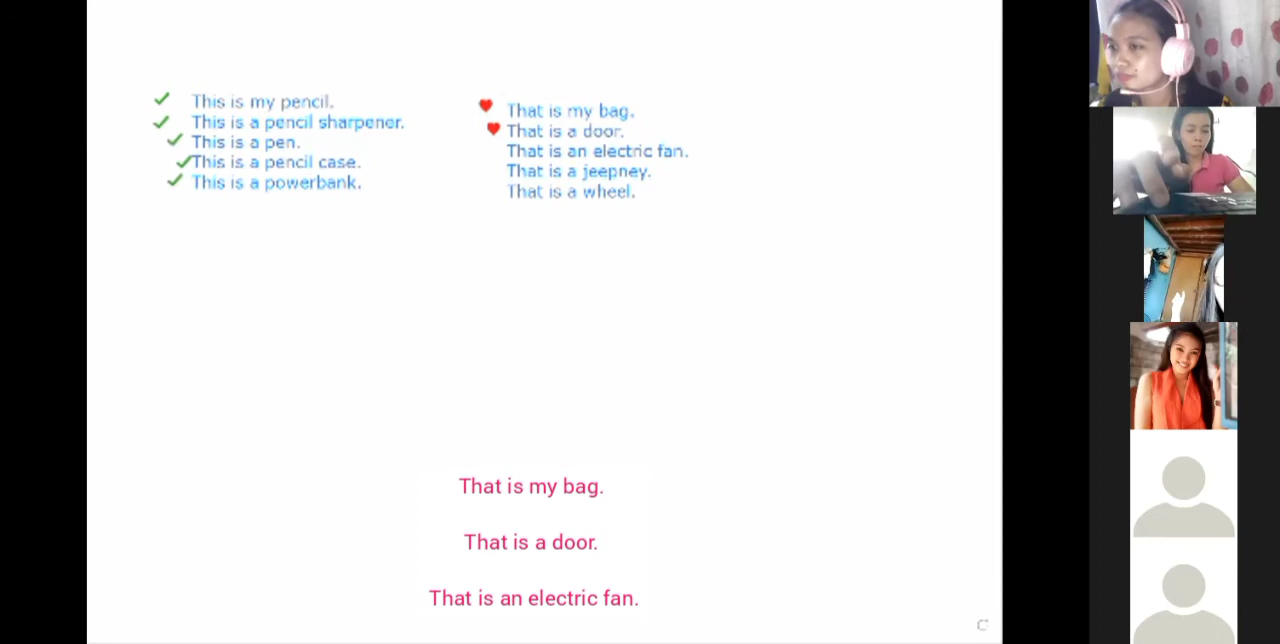 This is my pencil.
This is a pencil sharpener.
This is a pen.
This is a pencil case.
This is a powerbank.
That is my bag.
That is a door.
That is an electric fan.
That is a jeepney.
That is a wheel.
That is my bag.
That is a door.
That is an electric fan.